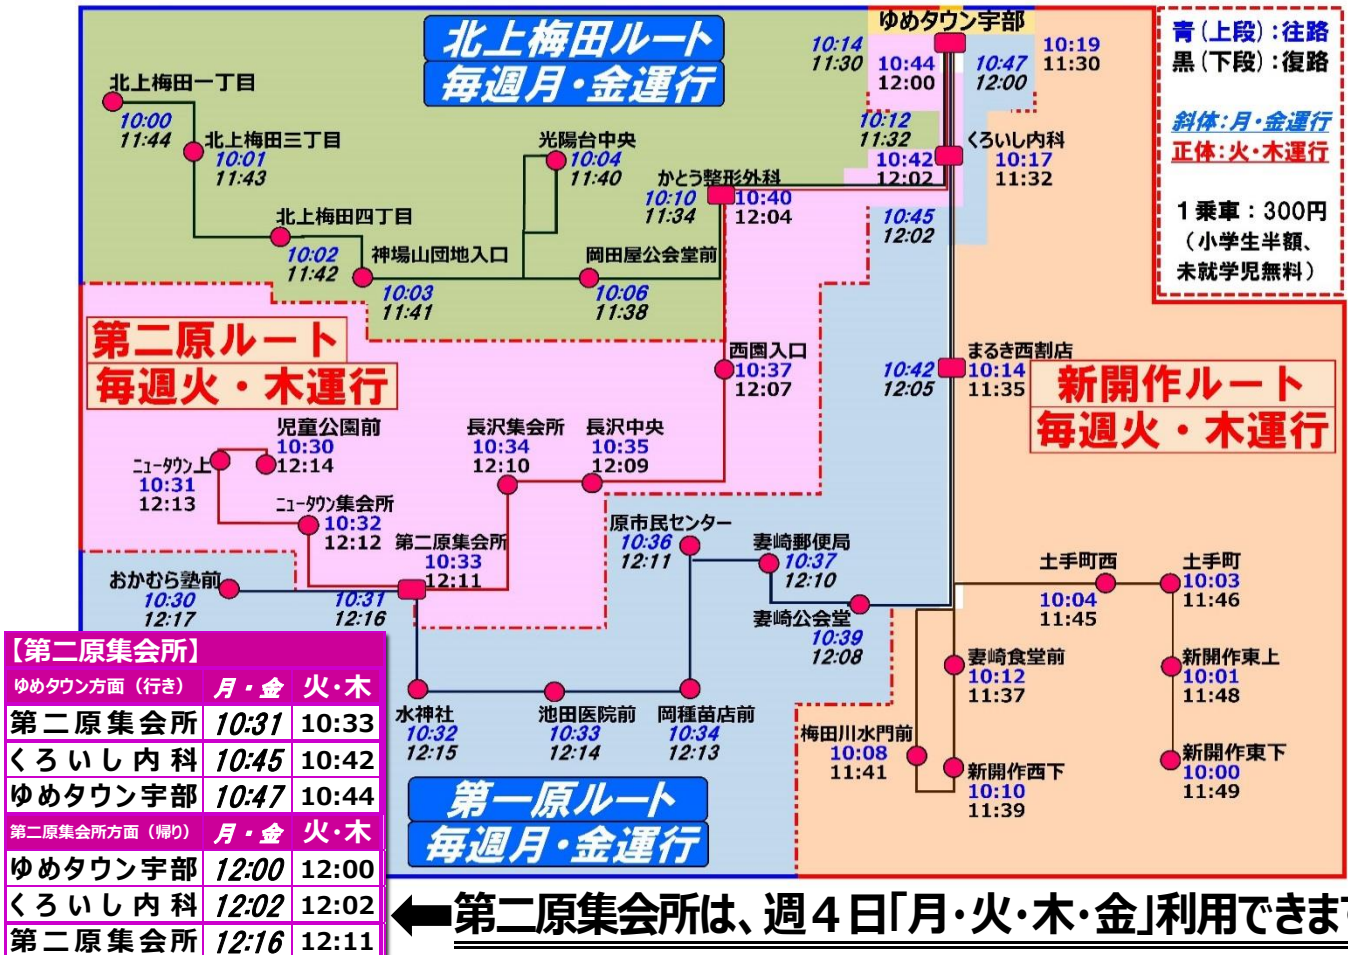 北上梅田ルート
毎週月・金運行
ゆめタウン宇部
10:14
11:30
10:44
12:00
10:47
12:00
10:19
11:30
青(上段):往路
黒(下段):復路
斜体:月・金運行
正体:火・木運行
1乗車：300円
（小学生半額、
未就学児無料）
北上梅田一丁目
10:00
11:44
北上梅田三丁目
10:01
11:43
北上梅田四丁目
10:02
11:42
神場山団地入口
10:03
11:41
光陽台中央
10:04
11:40
岡田屋公会堂前
10:06
11:38
かとう整形外科
10:10
11:34
10:40
12:04
くろいし内科
10:12
11:32
10:42
12:02
10:45
12:02
10:17
11:32
第二原ルート
毎週火・木運行
西園入口
10:37
12:07
まるき西割店
10:42
12:05
10:14
11:35
新開作ルート
毎週火・木運行
児童公園前
10:30
12:14
ニュータウン上
10:31
12:13
ニュータウン集会所
10:32
12:12
長沢集会所
10:34
12:10
長沢中央
10:35
12:09
第二原集会所
10:33
12:11
10:31
12:16
おかむら塾前
10:30
12:17
原市民センター
10:36
12:11
妻崎郵便局
10:37
12:10
妻崎公会堂
10:39
12:08
水神社
10:32
12:15
池田医院前
10:33
12:14
岡種苗店前
10:34
12:13
土手町西
10:04
11:45
土手町
10:03
11:46
妻崎食堂前
10:12
11:37
新開作東上
10:01
11:48
梅田川水門前
10:08
11:41
新開作西下
10:10
11:39
新開作東下
10:00
11:49
第一原ルート
毎週月・金運行
【第二原集会所】
ゆめタウン方面（行き） 月・金 火・木
第二原集会所 10:31 10:33
くろいし内科 10:45 10:42
ゆめタウン宇部 10:47 10:44
第二原集会所方面（帰り） 月・金 火・木
ゆめタウン宇部 12:00 12:00
くろいし内科 12:02 12:02
第二原集会所 12:16 12:11
第二原集会所は、週４日「月・火・木・金」利用できます